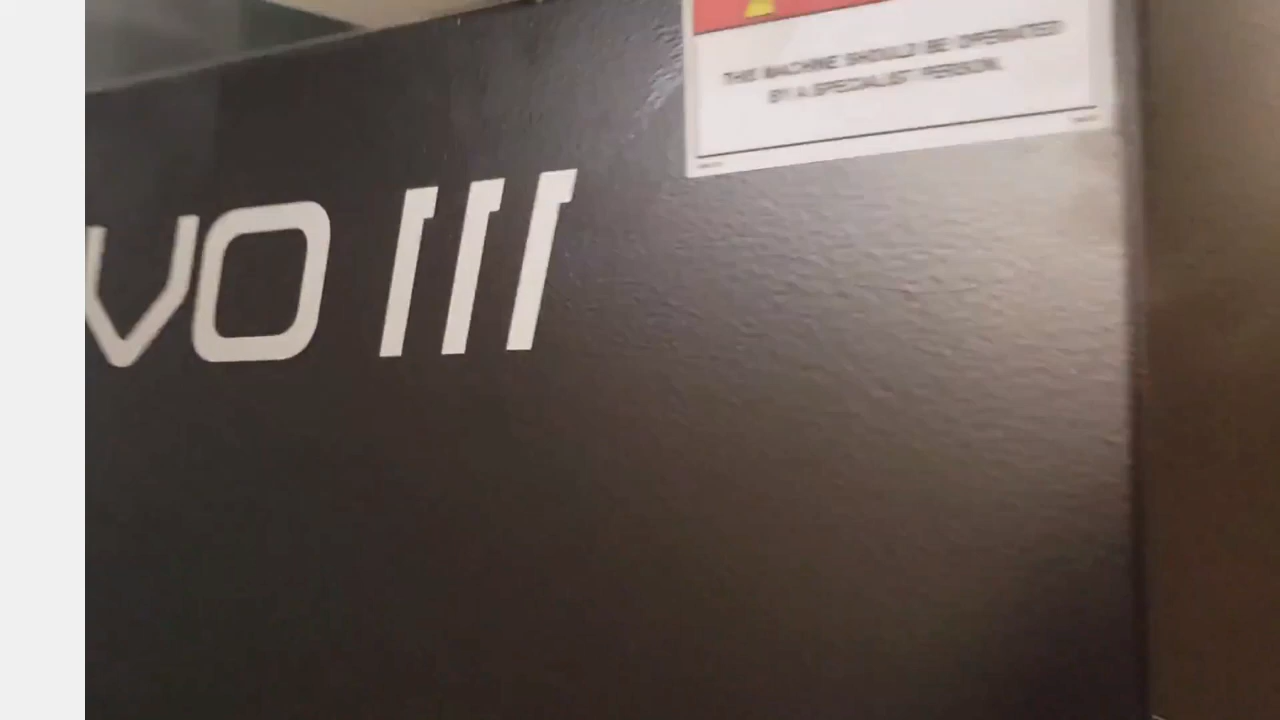 VO III
THE MACHINE SHOULD BE OPERATED
BY A SPECIALIST PERSON.